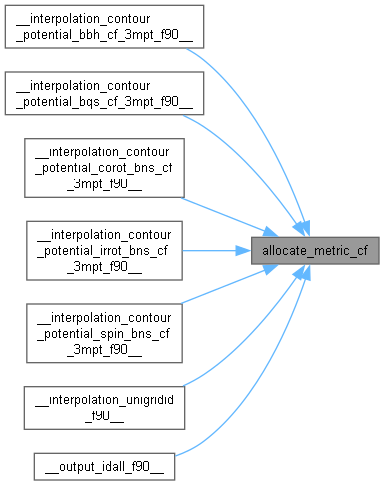 __interpolation_contour
_potential_bbh_cf_3mpt_f90__
__interpolation_contour
_potential_bqs_cf_3mpt_f90__
__interpolation_contour
_potential_corot_bns_cf
_3mpt_f90__
__interpolation_contour
_potential_irrot_bns_cf
_3mpt_f90__
allocate_metric_cf
__interpolation_contour
_potential_spin_bns_cf
_3mpt_f90__
__interpolation_unigridid
_f90__
__output_idall_f90__